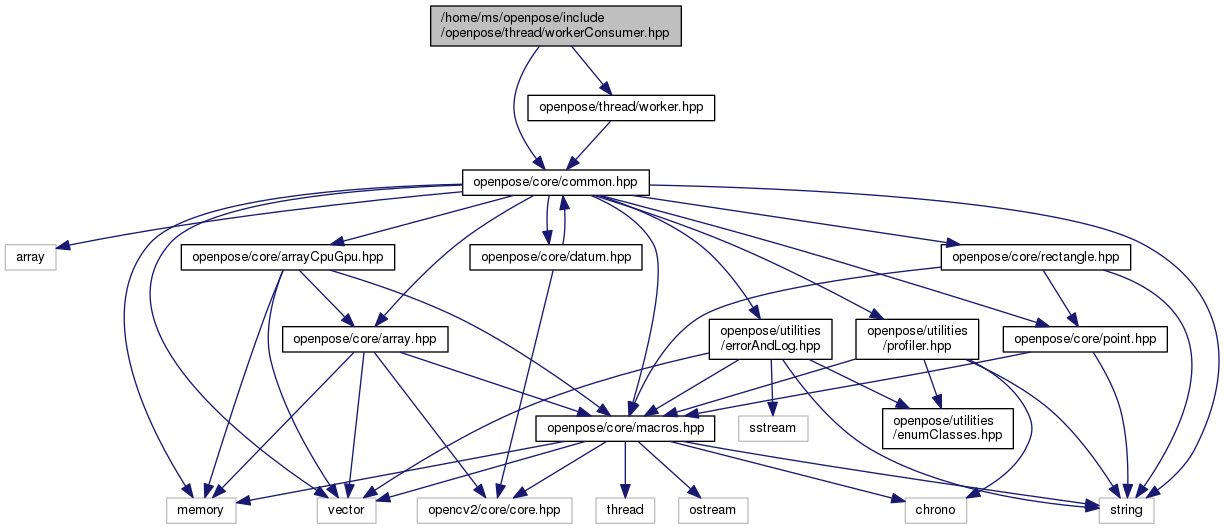 /home/ms/openpose/include
/openpose/thread/workerConsumer.hpp
openpose/thread/worker.hpp
openpose/core/common.hpp
array
openpose/core/arrayCpuGpu.hpp
openpose/core/datum.hpp
openpose/core/rectangle.hpp
openpose/core/array.hpp
openpose/utilities
/errorAndLog.hpp
openpose/utilities
/profiler.hpp
openpose/core/point.hpp
openpose/core/macros.hpp
sstream
openpose/utilities
/enumClasses.hpp
memory
vector
opencv2/core/core.hpp
thread
ostream
chrono
string